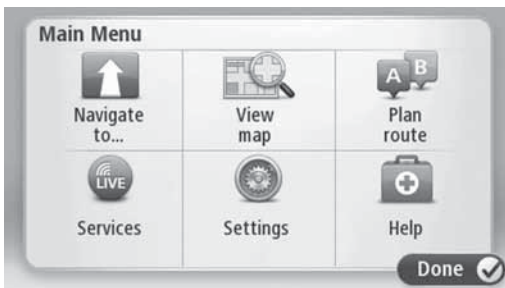 Main Menu
Navigate
to...
View
map
A
B
Plan
route
LIVE
Services
Settings
Help
Done